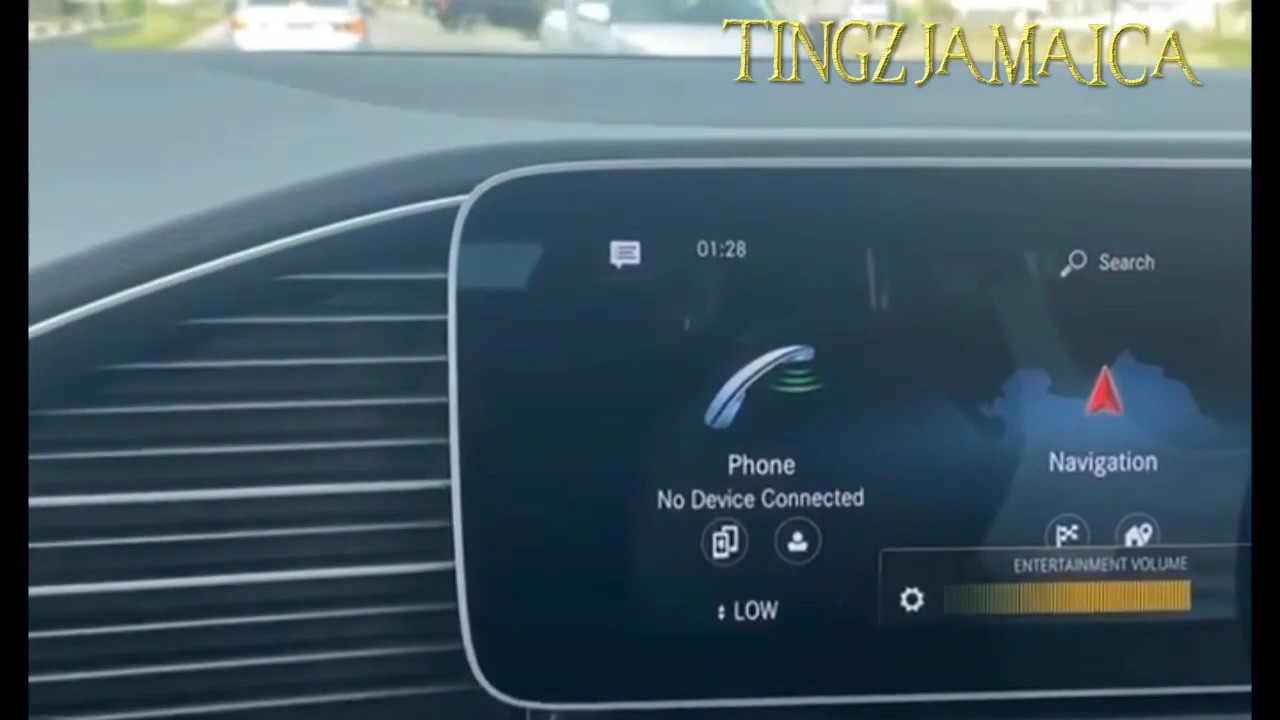 TINGZ JAMAICA
01:28
Search
Phone
No Device Connected
Navigation
ENTERTAINMENT VOLUME
LOW